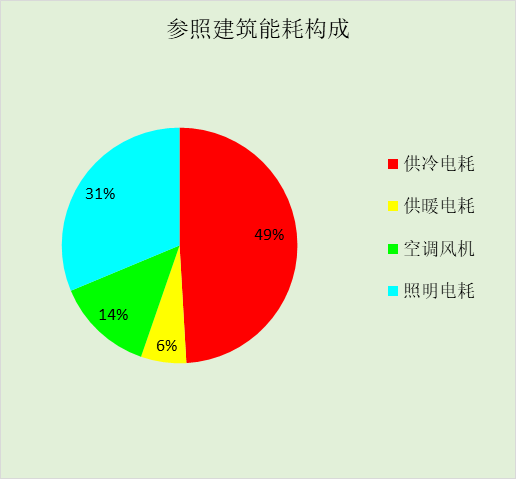 参照建筑能耗构成
31%
49%
14%
6%
供冷电耗
供暖电耗
空调风机
照明电耗